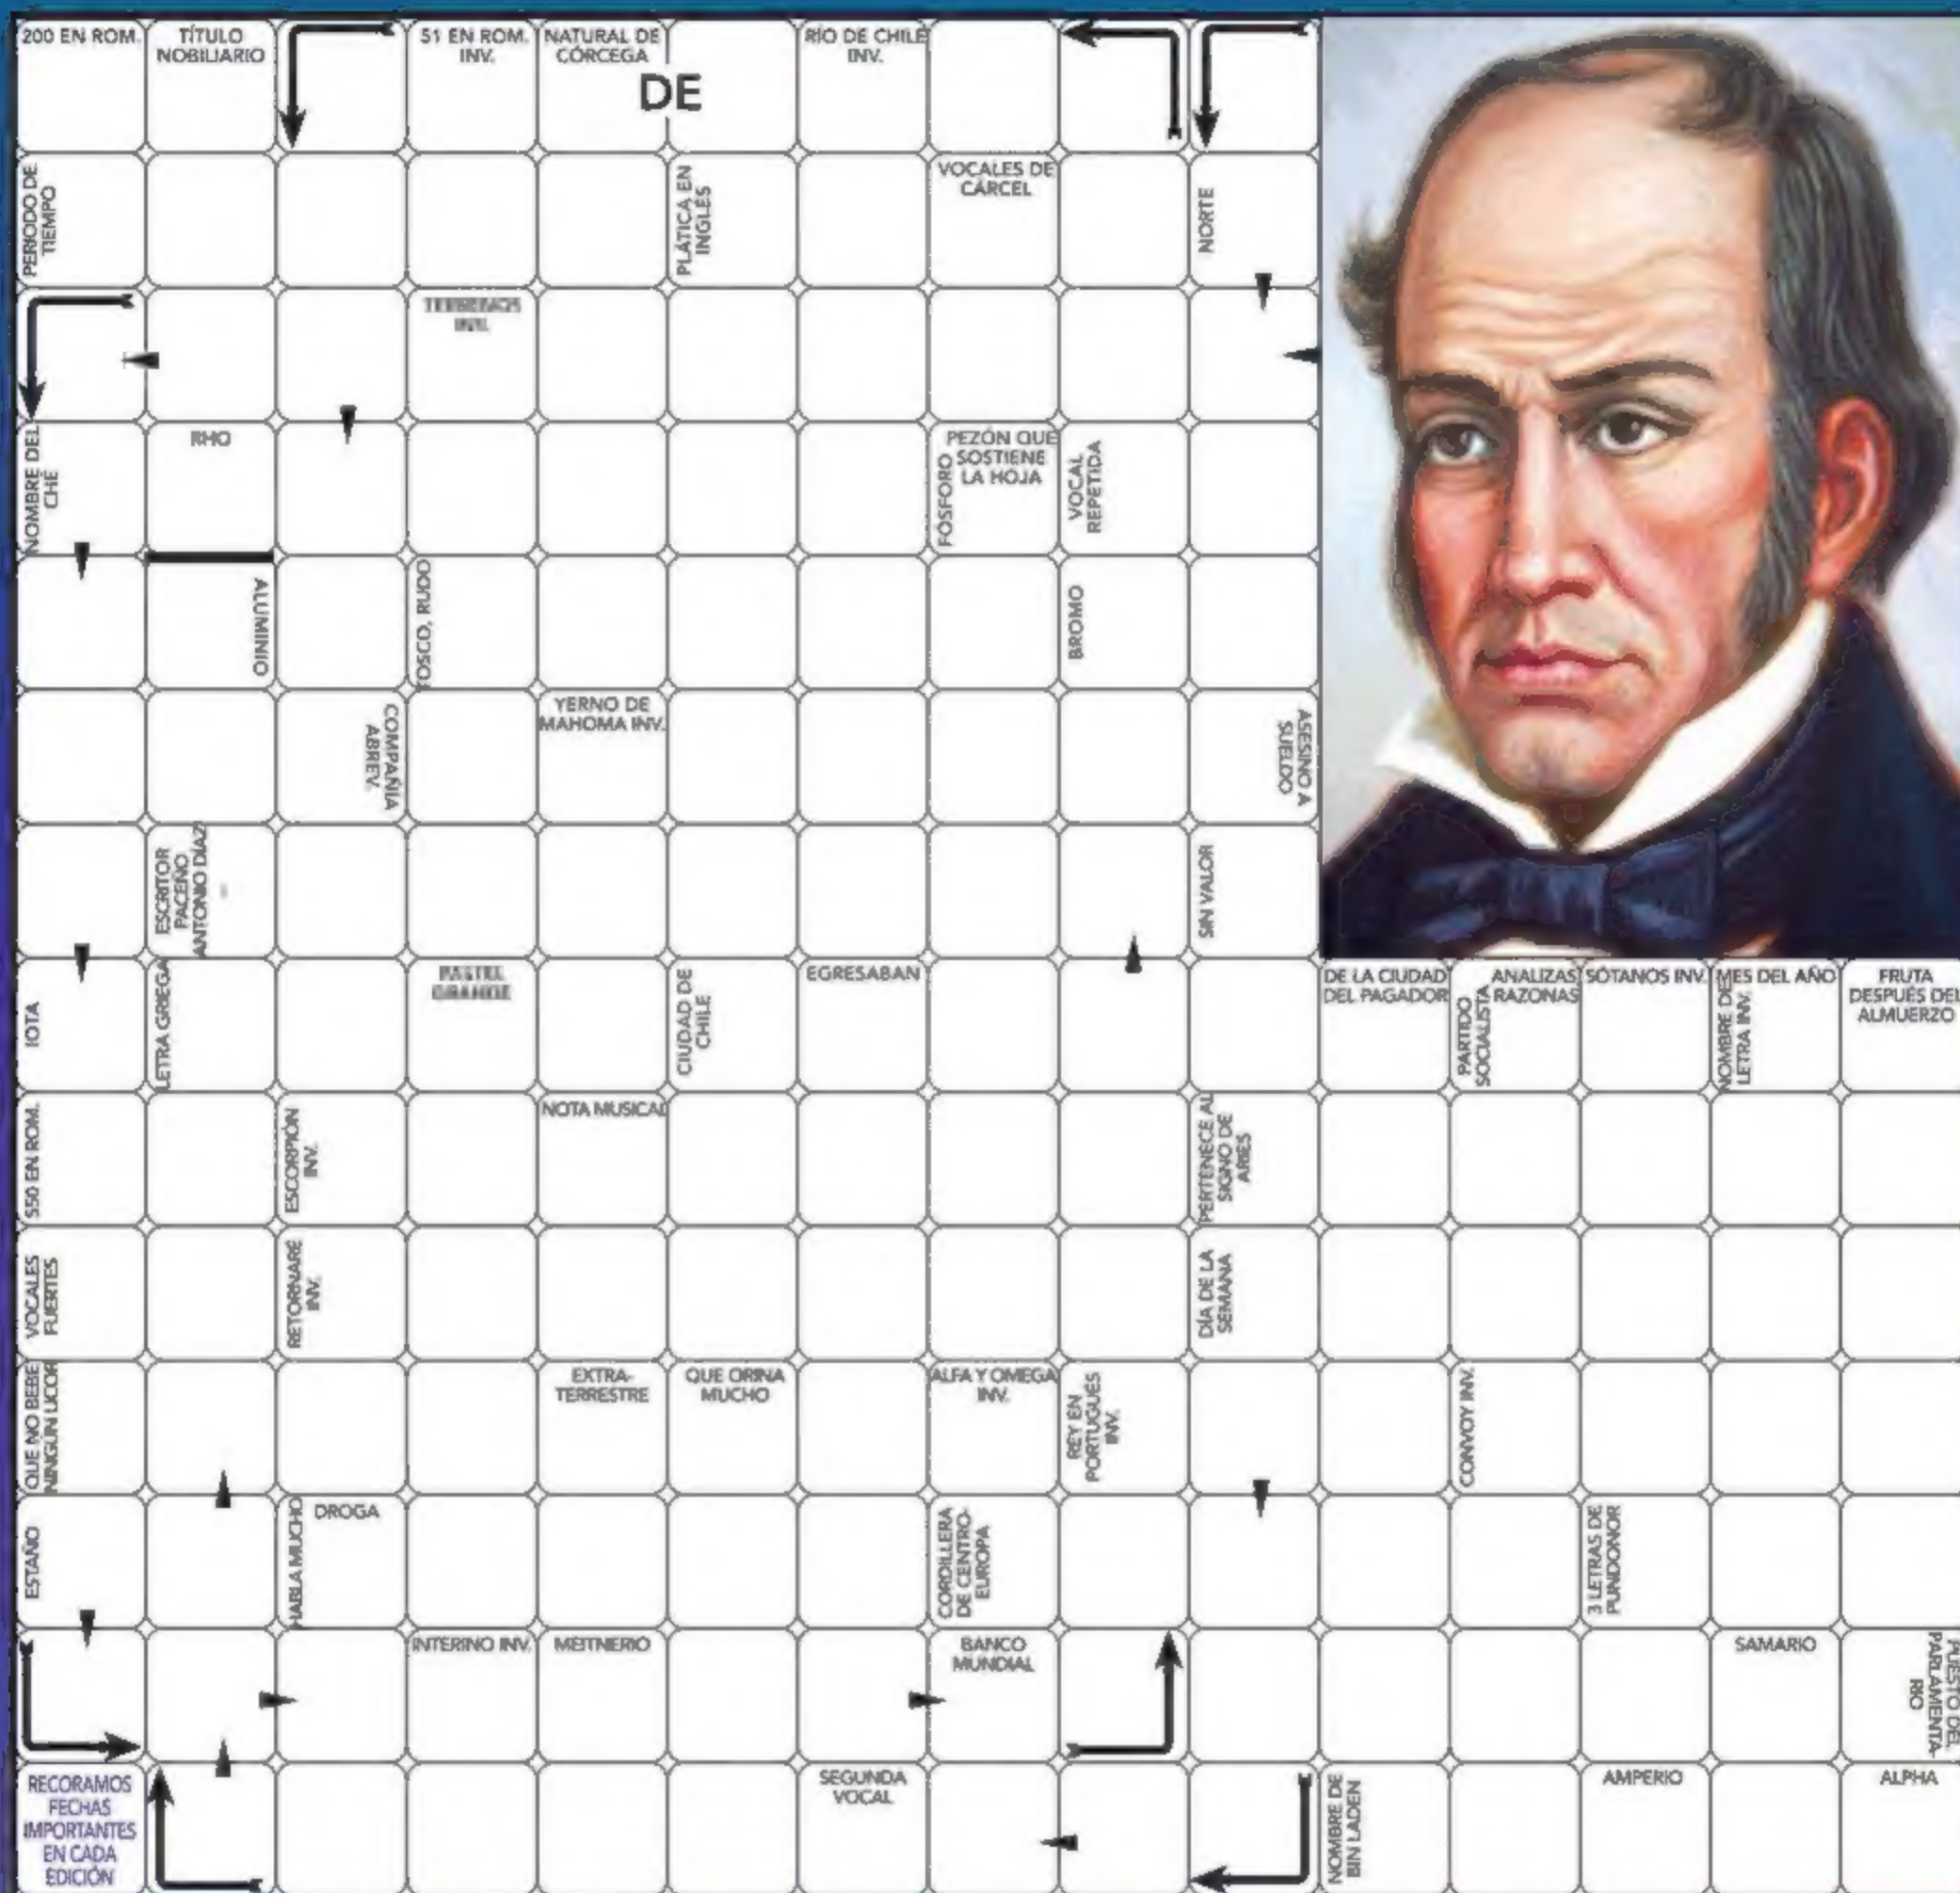 200 EN ROM.
TÍTULO
NOBILIARIO
51 EN ROM.
INV.
NATURAL DE
CÓRCEGA
DE
RÍO DE CHILE
INV.
PERIODO DE
TIEMPO
PLÁTICA EN
INGLÉS
VOCALES DE
CÁRCEL
NORTE
INV.
NOMBRE DEL
CHÉ
RHO
FÓSFORO
PEZÓN QUE
SOSTIENE
LA HOJA
VOCAL
REPETIDA
ALUMINIO
FOSCO, RUDO
BROMO
COMPAÑÍA
ABREV.
YERNO DE
MAHOMA INV.
ASESINO A
SUELDO
ESCRITOR
PACEÑO
ANTONIO DÍAZ
SIN VALOR
IOTA
LETRA GRIEGA
PASTEL
GRANDE
CIUDAD DE
CHILE
EGRESABAN
DE LA CIUDAD
DEL PAGADOR
PARTIDO
SOCIALISTA
ANALIZAS
RAZONAS
SÓTANOS INV.
MES DEL AÑO
NOMBRE DE
LETRA INV.
FRUTA
DESPUÉS DEL
ALMUERZO
550 EN ROM.
ESCORPIÓN
INV.
NOTA MUSICAL
PERTENECE AL
SIGNO DE
ARIES
VOCALES
FUERTES
RETORNARÉ
INV.
DÍA DE LA
SEMANA
QUE NO BEBE
NINGÚN LICOR
EXTRA-
TERRESTRE
QUE ORINA
MUCHO
ALFA Y OMEGA
INV.
REY EN
PORTUGUÉS
INV.
CONVOY INV.
ESTAÑO
HABLA MUCHO
DROGA
CORDILLERA
DE CENTRO-
EUROPA
3 LETRAS DE
PUNDONOR
INTERINO INV.
MEITNERIO
BANCO
MUNDIAL
SAMARIO
PUESTO DEL
PARLAMENTA-
RIO
RECORAMOS
FECHAS
IMPORTANTES
EN CADA
EDICIÓN
SEGUNDA
VOCAL
NOMBRE DE
BIN LADEN
AMPERIO
ALPHA